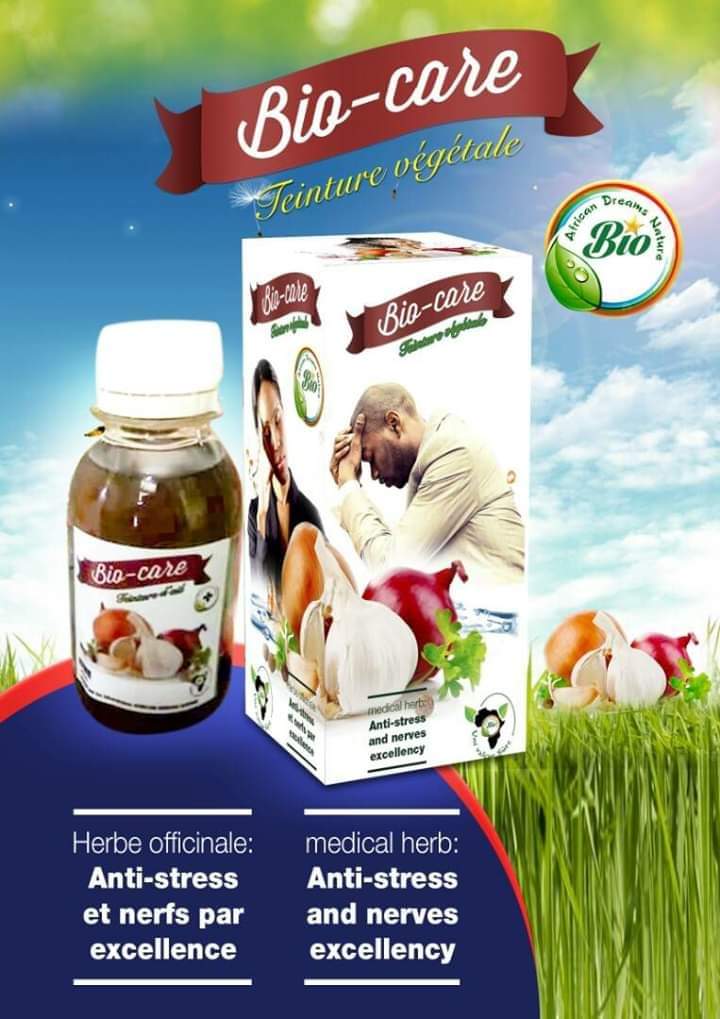 Bio-care
Teinture végétale
African Dreams Nature
Bio
Bio-care
Bio-care
Teinture végétale
Bio-care
Teinture d'ail
medical herb:
Anti-stress
et nerfs par
excellence
Anti-stress
and nerves
excellency
Herbe officinale:
Anti-stress
et nerfs par
excellence
medical herb:
Anti-stress
and nerves
excellency